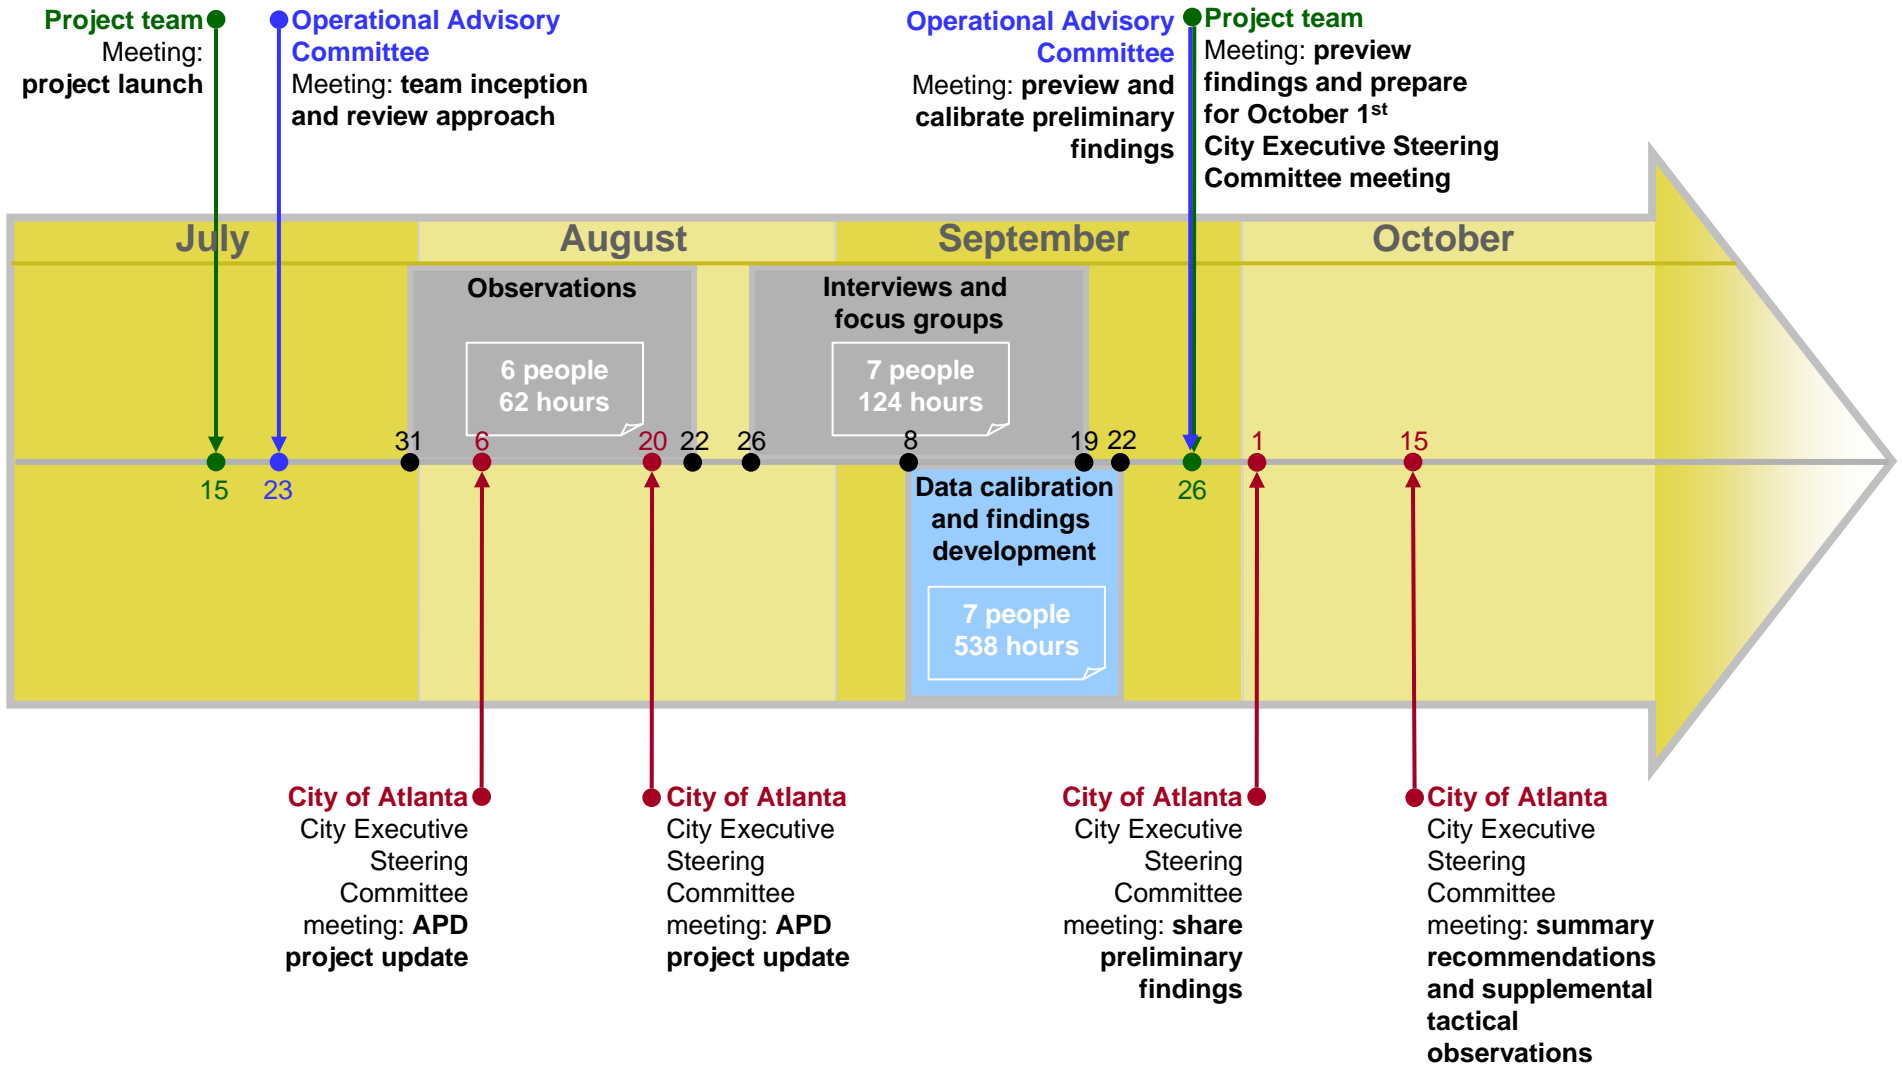 Project team
Meeting:
project launch
Operational Advisory
Committee
Meeting: team inception
and review approach
Operational Advisory
Committee
Meeting: preview and
calibrate preliminary
findings
Project team
Meeting: preview
findings and prepare
for October 1st
City Executive Steering
Committee meeting
July
August
September
October
Observations
6 people
62 hours
Interviews and
focus groups
7 people
124 hours
31
6
20
22
26
8
19
22
1
15
15
23
26
Data calibration
and findings
development
7 people
538 hours
City of Atlanta
City Executive
Steering
Committee
meeting: APD
project update
City of Atlanta
City Executive
Steering
Committee
meeting: APD
project update
City of Atlanta
City Executive
Steering
Committee
meeting: share
preliminary
findings
City of Atlanta
City Executive
Steering
Committee
meeting: summary
recommendations
and supplemental
tactical
observations